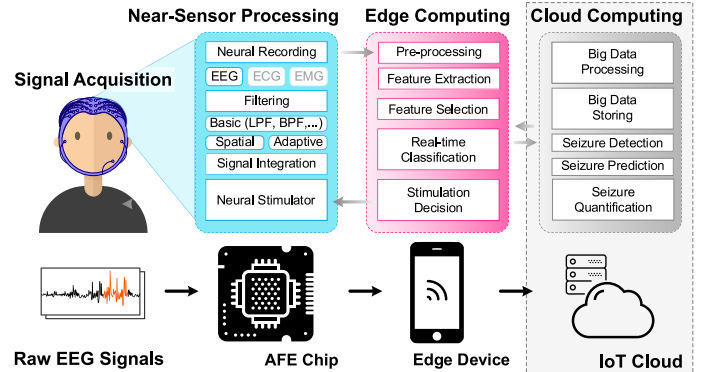 Near-Sensor Processing
Edge Computing
Cloud Computing
Signal Acquisition
Neural Recording
EEG
ECG
EMG
Filtering
Basic (LPF, BPF,...)
Spatial
Adaptive
Signal Integration
Neural Stimulator
Pre-processing
Feature Extraction
Feature Selection
Real-time
Classification
Stimulation
Decision
Big Data
Processing
Big Data
Storing
Seizure Detection
Seizure Prediction
Seizure
Quantification
Raw EEG Signals
AFE Chip
Edge Device
IoT Cloud